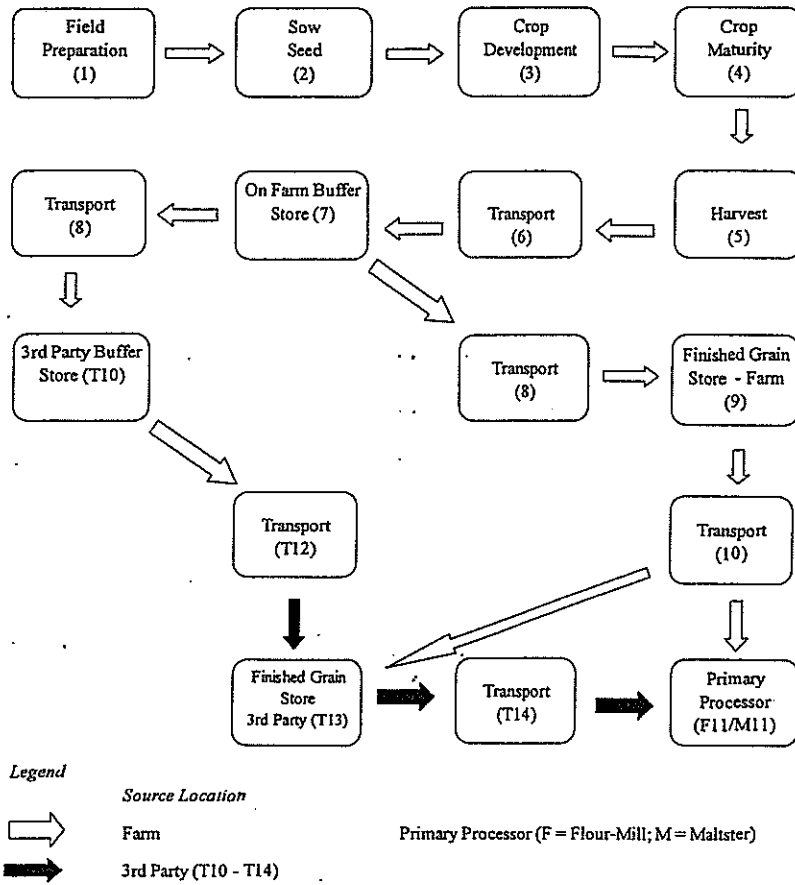 Field
Preparation
(1)
Sow
Seed
(2)
Crop
Development
(3)
Crop
Maturity
(4)
Transport
(8)
On Farm Buffer
Store (7)
Transport
(6)
Harvest
(5)
3rd Party Buffer
Store (T10)
Transport
(8)
Finished Grain
Store - Farm
(9)
Transport
(T12)
Transport
(10)
Finished Grain
Store
3rd Party (T13)
Transport
(T14)
Primary
Processor
(F11/M11)
Legend
Source Location
Farm
Primary Processor (F = Flour-Mill; M = Maltster)
3rd Party (T10 - T14)